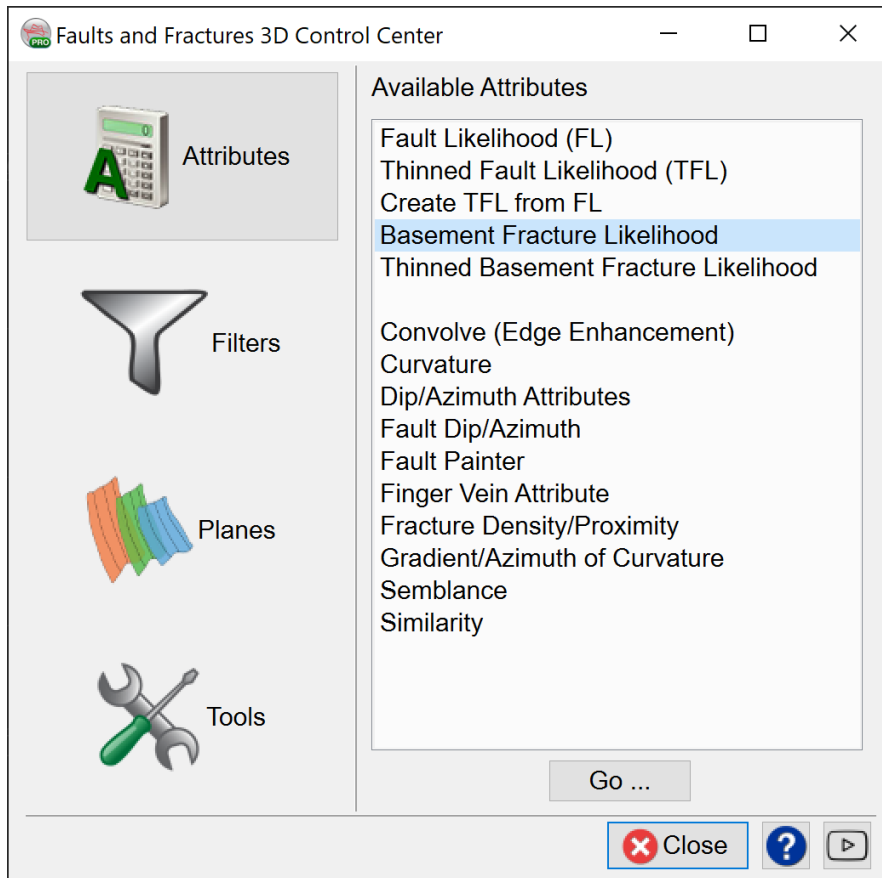 PRO
Faults and Fractures 3D Control Center
A
Attributes
Filters
Planes
Tools
Available Attributes
Fault Likelihood (FL)
Thinned Fault Likelihood (TFL)
Create TFL from FL
Basement Fracture Likelihood
Thinned Basement Fracture Likelihood
Convolve (Edge Enhancement)
Curvature
Dip/Azimuth Attributes
Fault Dip/Azimuth
Fault Painter
Finger Vein Attribute
Fracture Density/Proximity
Gradient/Azimuth of Curvature
Semblance
Similarity
Go ...
Close
?